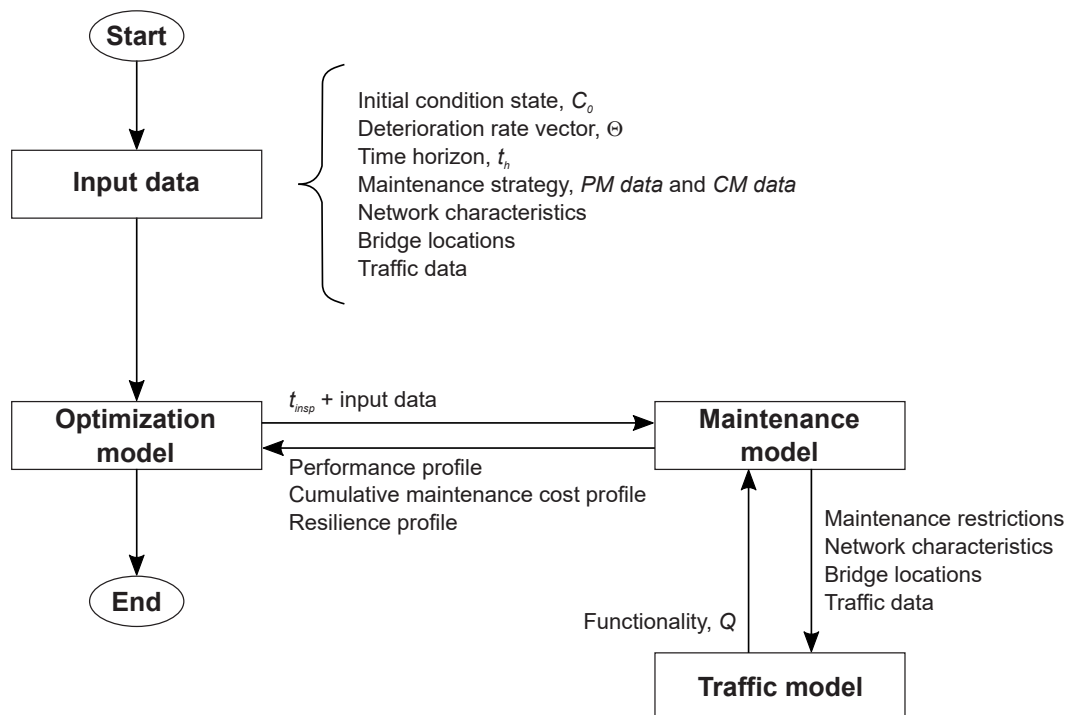 Start
Initial condition state, C₀
Deterioration rate vector, Θ
Time horizon, tₕ
Maintenance strategy, PM data and CM data
Network characteristics
Bridge locations
Traffic data
Input data
Optimization
model
t_insp + input data
Performance profile
Cumulative maintenance cost profile
Resilience profile
Maintenance
model
Maintenance restrictions
Network characteristics
Bridge locations
Traffic data
Functionality, Q
Traffic model
End